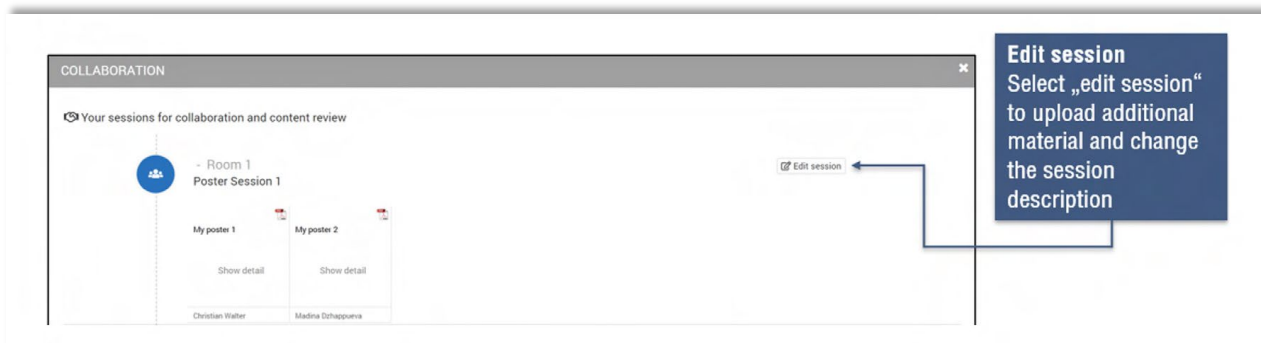 COLLABORATION
Your sessions for collaboration and content review
- Room 1
Poster Session 1
Edit session
My poster 1
My poster 2
Show detail
Show detail
Christian Walter
Madina Dzhappueva
Edit session
Select „edit session“
to upload additional
material and change
the session
description